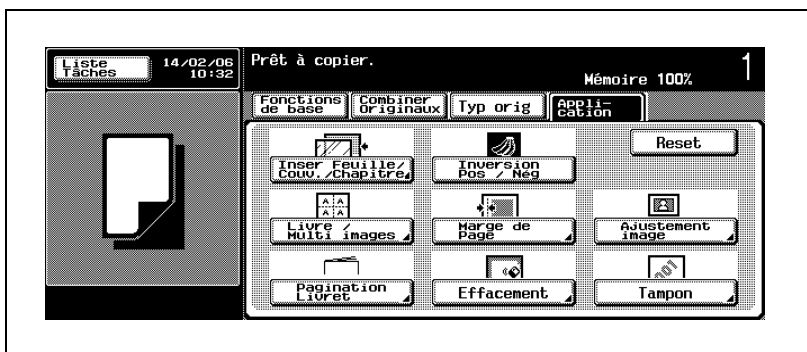 Liste
Tâches
14/02/06
10:32
Prêt à copier.
1
Mémoire 100%
Fonctions
de base
Combiner
Originaux
Typ orig
Appli-
cation
Reset
Inser Feuille/
Couv./Chapitre
Inversion
Pos / Nég
A A
A A
Livre /
Multi images
Marge de
Page
Ajustement
image
001
Pagination
Livret
Effacement
Tampon